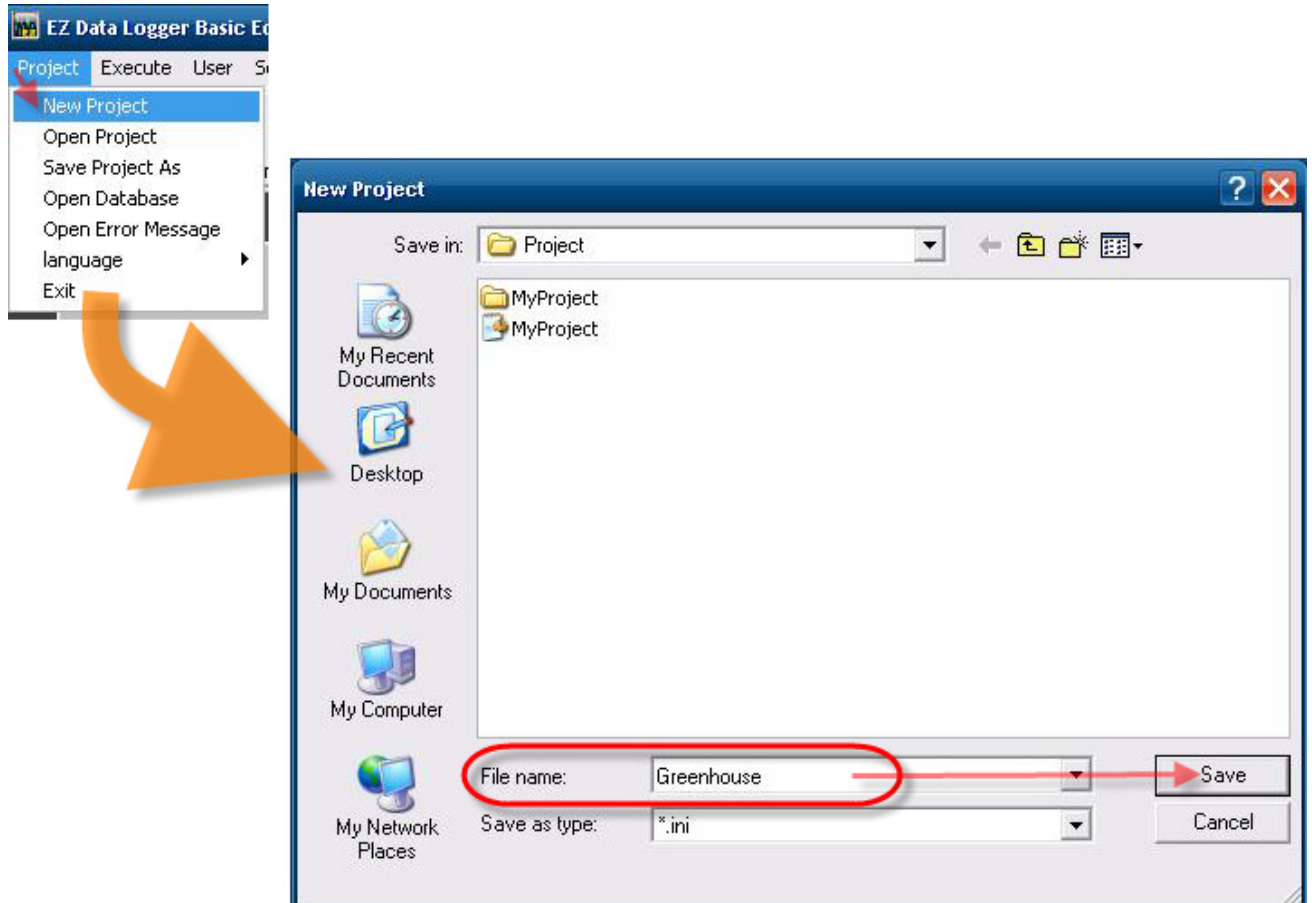 EZ Data Logger Basic Ed
Project Execute User
New Project
Open Project
Save Project As
Open Database
Open Error Message
language
Exit
New Project
Save in: Project
MyProject
MyProject
My Recent
Documents
Desktop
My Documents
My Computer
My Network
Places
File name: Greenhouse Save
Save as type: *.ini Cancel